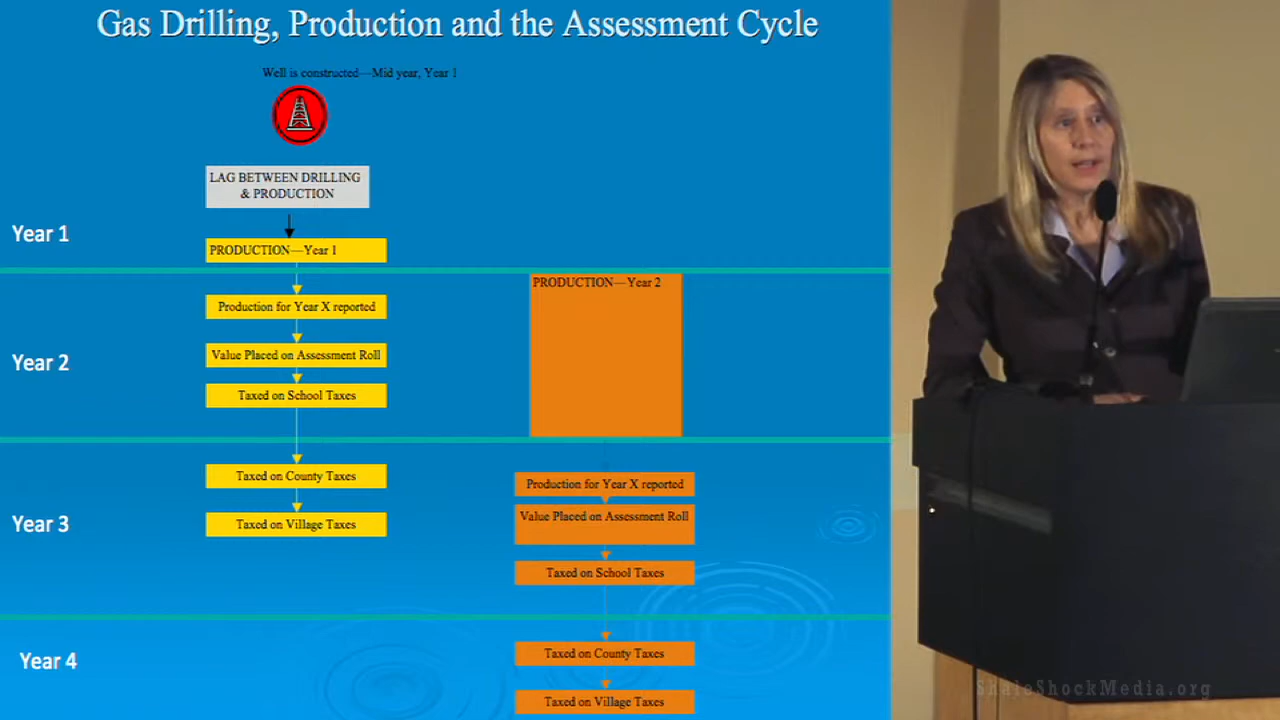 Gas Drilling, Production and the Assessment Cycle
Well is constructed—Mid year, Year 1
LAG BETWEEN DRILLING
& PRODUCTION
Year 1
PRODUCTION—Year 1
PRODUCTION—Year 2
Production for Year X reported
Year 2
Value Placed on Assessment Roll
Taxed on School Taxes
Taxed on County Taxes
Production for Year X reported
Year 3
Taxed on Village Taxes
Value Placed on Assessment Roll
Taxed on School Taxes
Year 4
Taxed on County Taxes
Taxed on Village Taxes
ShaleShockMedia.org